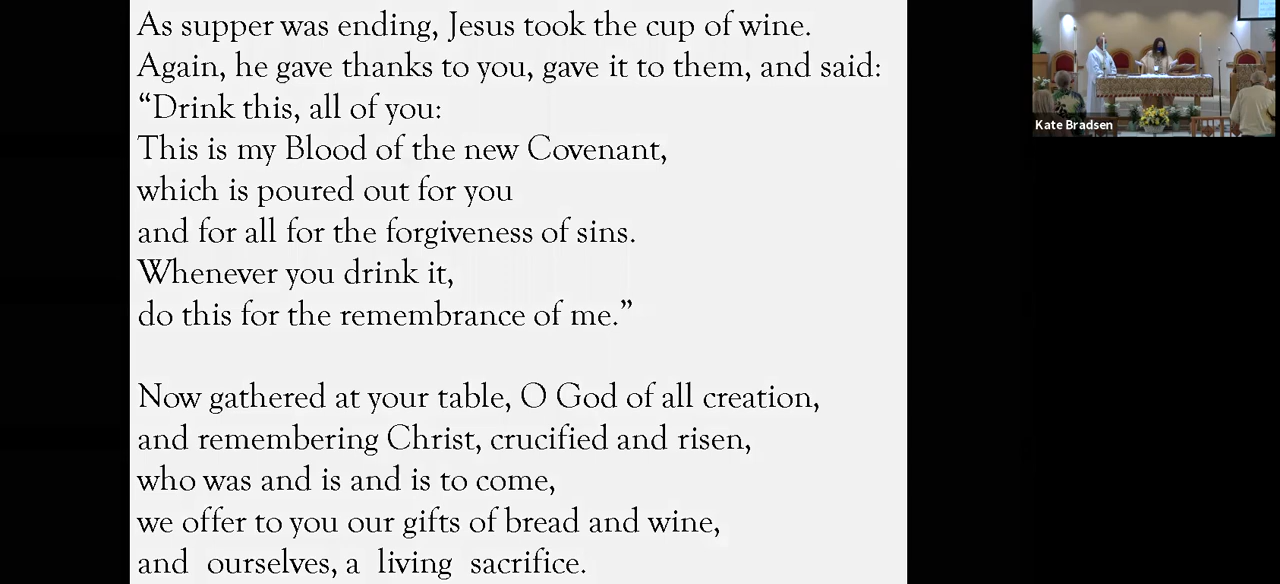 As supper was ending, Jesus took the cup of wine.
Again, he gave thanks to you, gave it to them, and said:
“Drink this, all of you:
This is my Blood of the new Covenant,
which is poured out for you
and for all for the forgiveness of sins.
Whenever you drink it,
do this for the remembrance of me.”
Now gathered at your table, O God of all creation,
and remembering Christ, crucified and risen,
who was and is and is to come,
we offer to you our gifts of bread and wine,
and ourselves, a living sacrifice.
Kate Bradsen